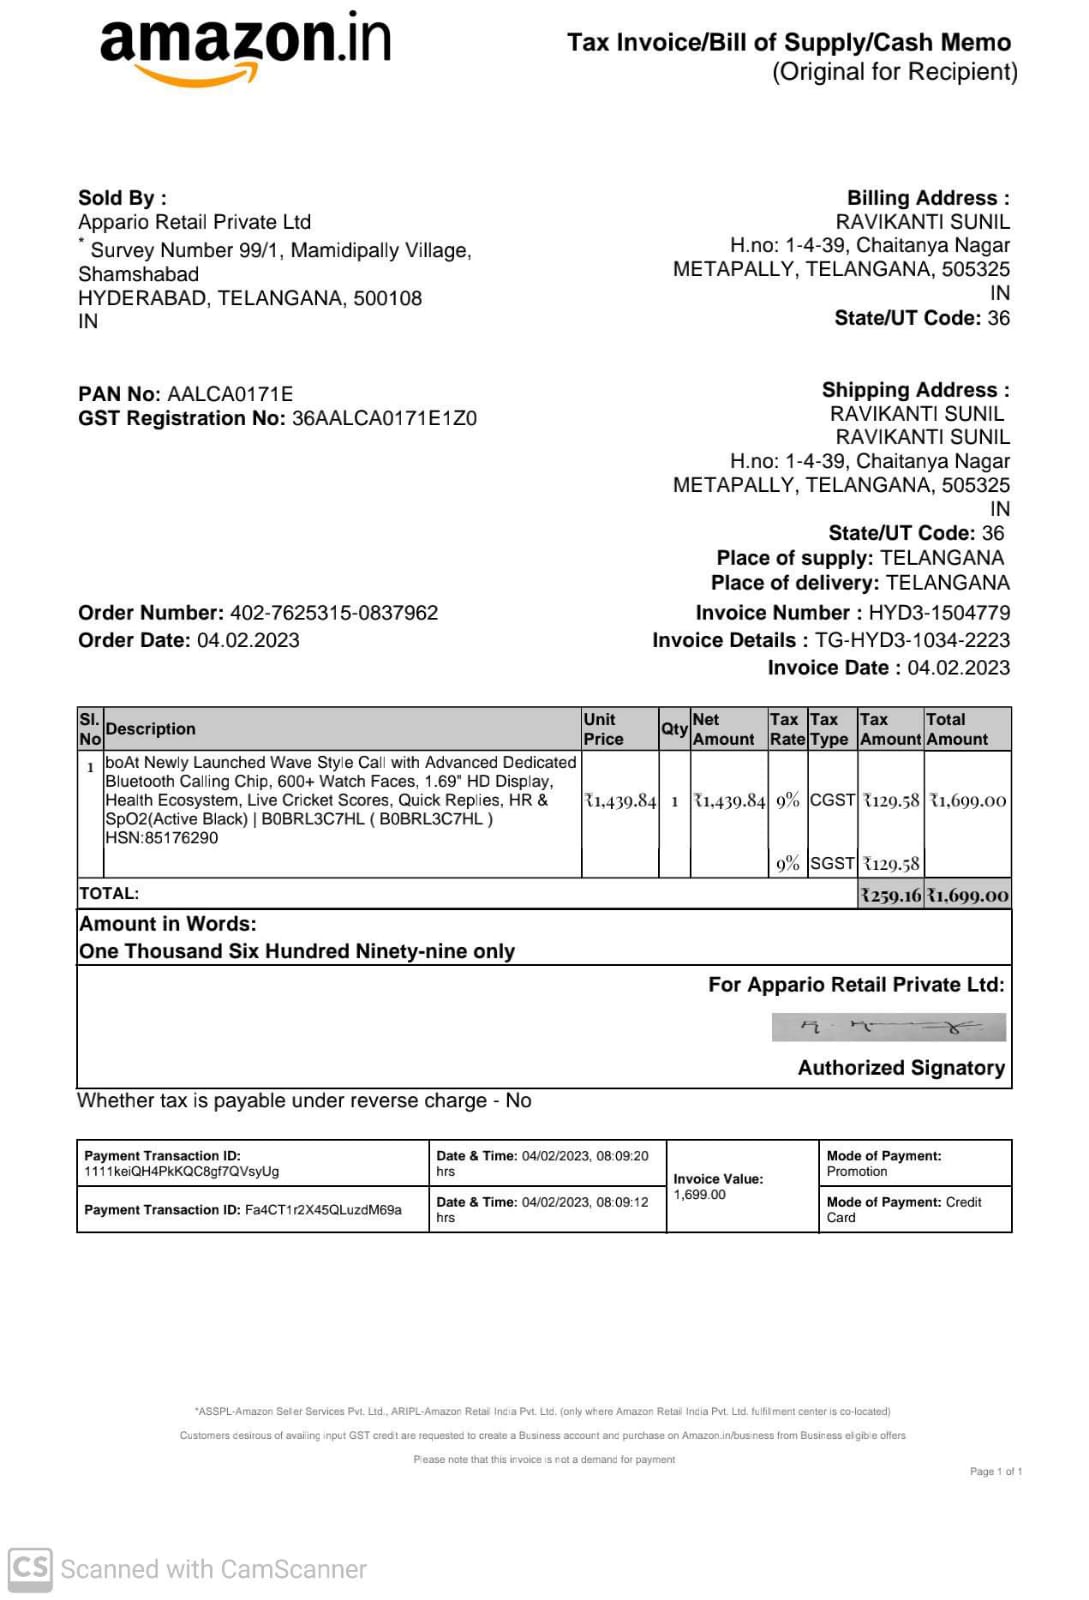 amazon.in
Tax Invoice/Bill of Supply/Cash Memo
(Original for Recipient)
Sold By :
Appario Retail Private Ltd
* Survey Number 99/1, Mamidipally Village,
Shamshabad
HYDERABAD, TELANGANA, 500108
IN
Billing Address :
RAVIKANTI SUNIL
H.no: 1-4-39, Chaitanya Nagar
METAPALLY, TELANGANA, 505325
IN
State/UT Code: 36
PAN No: AALCA0171E
GST Registration No: 36AALCA0171E1Z0
Shipping Address :
RAVIKANTI SUNIL
RAVIKANTI SUNIL
H.no: 1-4-39, Chaitanya Nagar
METAPALLY, TELANGANA, 505325
IN
State/UT Code: 36
Place of supply: TELANGANA
Place of delivery: TELANGANA
Order Number: 402-7625315-0837962
Order Date: 04.02.2023
Invoice Number : HYD3-1504779
Invoice Details : TG-HYD3-1034-2223
Invoice Date : 04.02.2023
Sl. No Description Unit Price Qty Net Amount Tax Rate Tax Type Tax Amount Total Amount
1 boAt Newly Launched Wave Style Call with Advanced Dedicated
Bluetooth Calling Chip, 600+ Watch Faces, 1.69" HD Display,
Health Ecosystem, Live Cricket Scores, Quick Replies, HR & ₹1,439.84 1 ₹1,439.84 9% CGST ₹129.58 ₹1,699.00
SpO2(Active Black) | B0BRL3C7HL ( B0BRL3C7HL )
HSN:85176290
9% SGST ₹129.58
TOTAL: ₹259.16 ₹1,699.00
Amount in Words:
One Thousand Six Hundred Ninety-nine only
For Appario Retail Private Ltd:
Authorized Signatory
Whether tax is payable under reverse charge - No
Payment Transaction ID:
1111keiQH4PkKQC8gf7QVsyUg
Date & Time: 04/02/2023, 08:09:20
hrs
Invoice Value:
1,699.00
Mode of Payment:
Promotion
Payment Transaction ID: Fa4CT1r2X45QLuzdM69a
Date & Time: 04/02/2023, 08:09:12
hrs
Mode of Payment: Credit
Card
*ASSPL-Amazon Seller Services Pvt. Ltd., ARIPL-Amazon Retail India Pvt. Ltd. (only where Amazon Retail India Pvt. Ltd. fulfillment center is co-located)
Customers desirous of availing input GST credit are requested to create a Business account and purchase on Amazon.in/business from Business eligible offers
Please note that this invoice is not a demand for payment
Page 1 of 1
CS Scanned with CamScanner